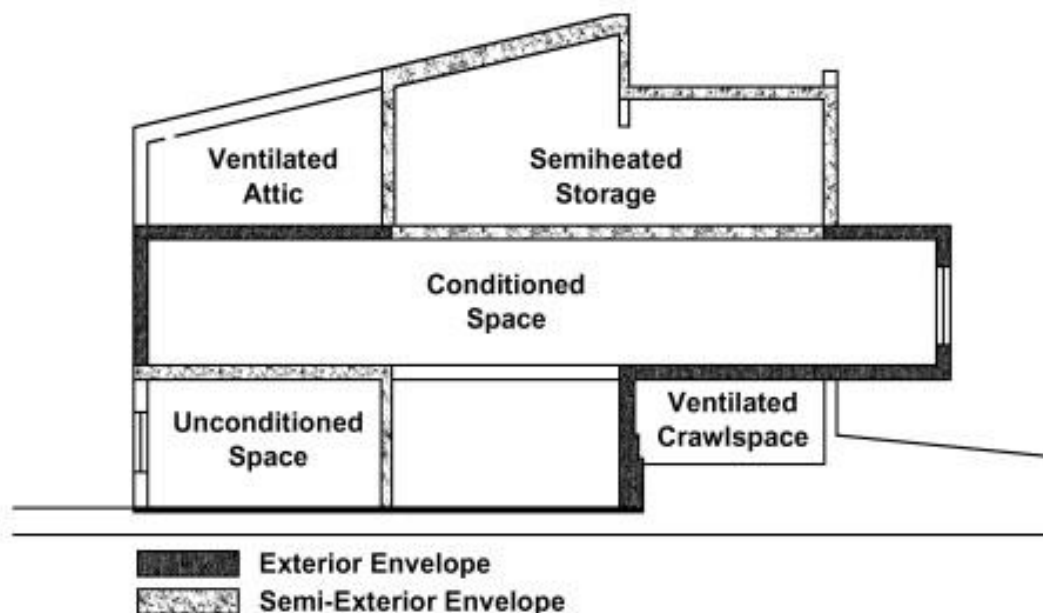 Ventilated
Attic
Semiheated
Storage
Conditioned
Space
Unconditioned
Space
Ventilated
Crawlspace
Exterior Envelope
Semi-Exterior Envelope